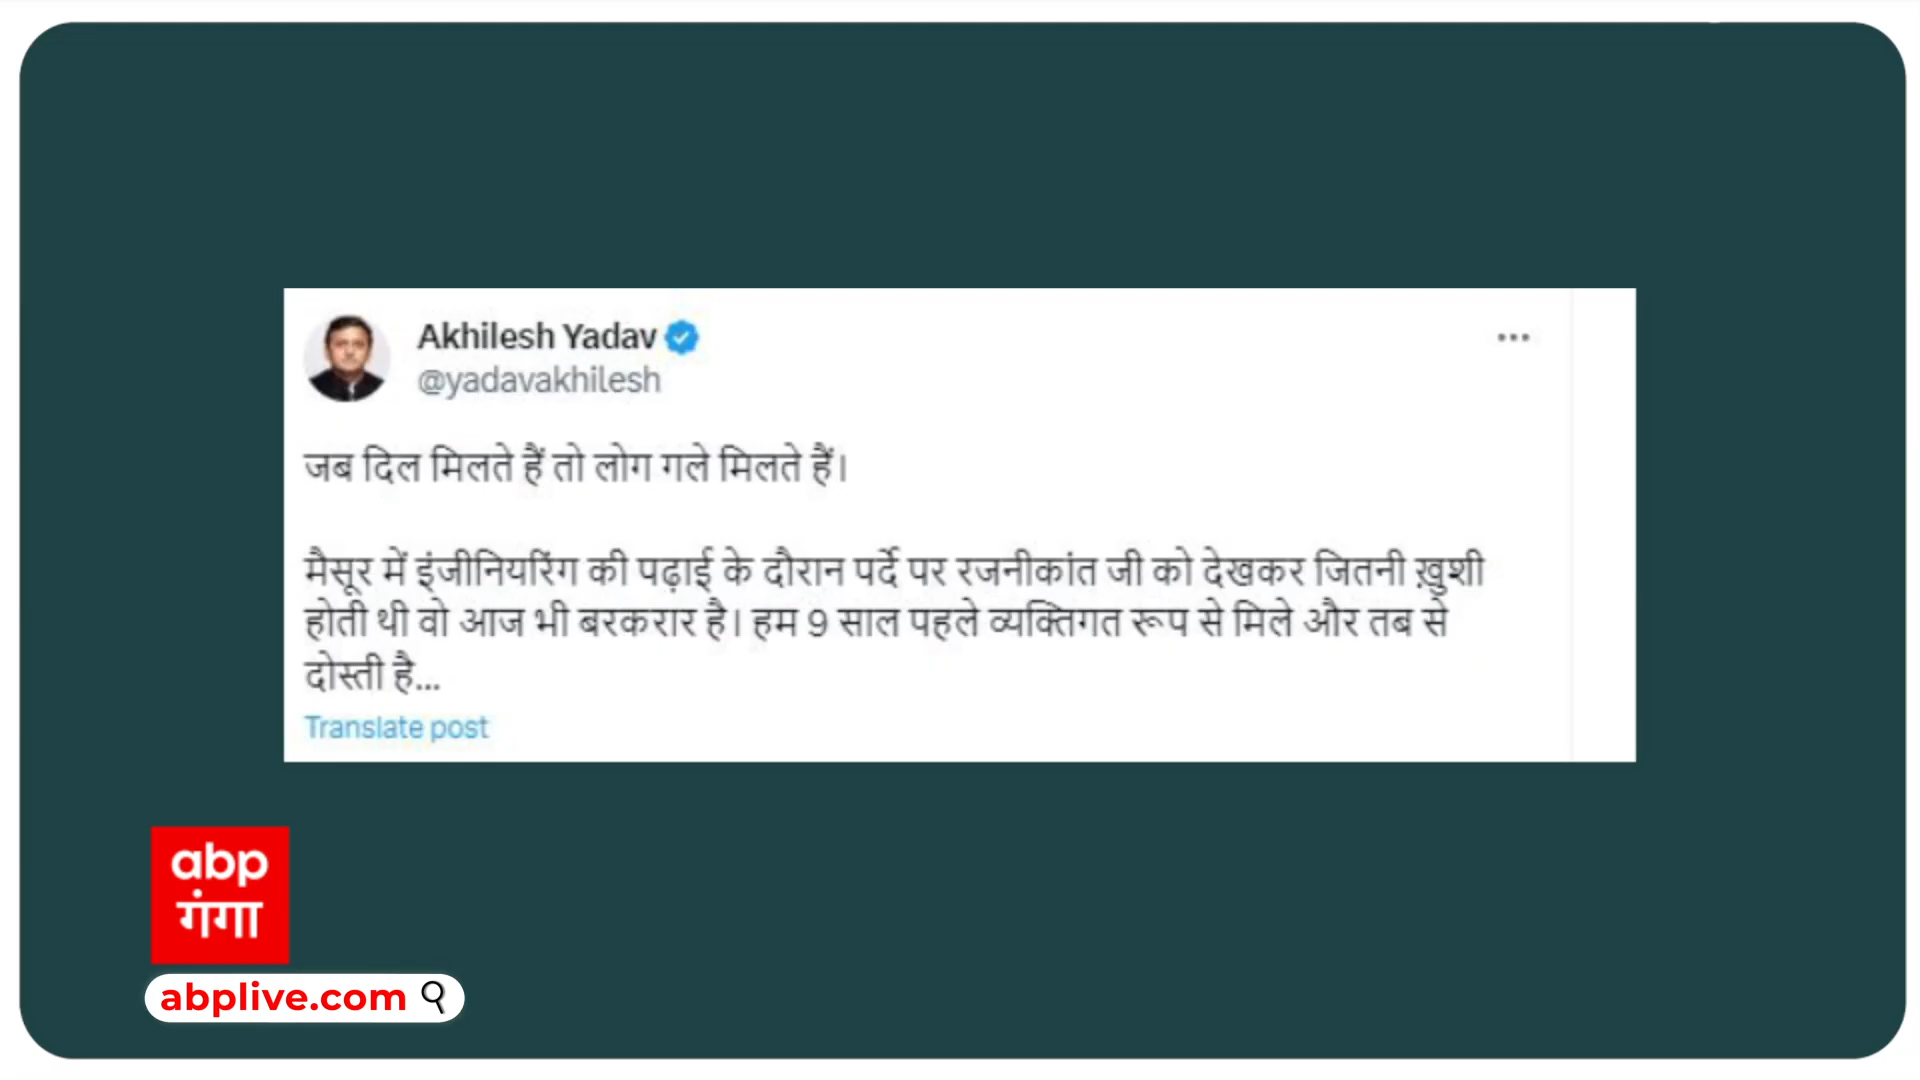 Akhilesh Yadav
@yadavakhilesh
जब दिल मिलते हैं तो लोग गले मिलते हैं।
मैसूर में इंजीनियरिंग की पढ़ाई के दौरान पर्दे पर रजनीकांत जी को देखकर जितनी ख़ुशी
होती थी वो आज भी बरकरार है। हम 9 साल पहले व्यक्तिगत रूप से मिले और तब से
दोस्ती है...
Translate post
abp
गंगा
abplive.com